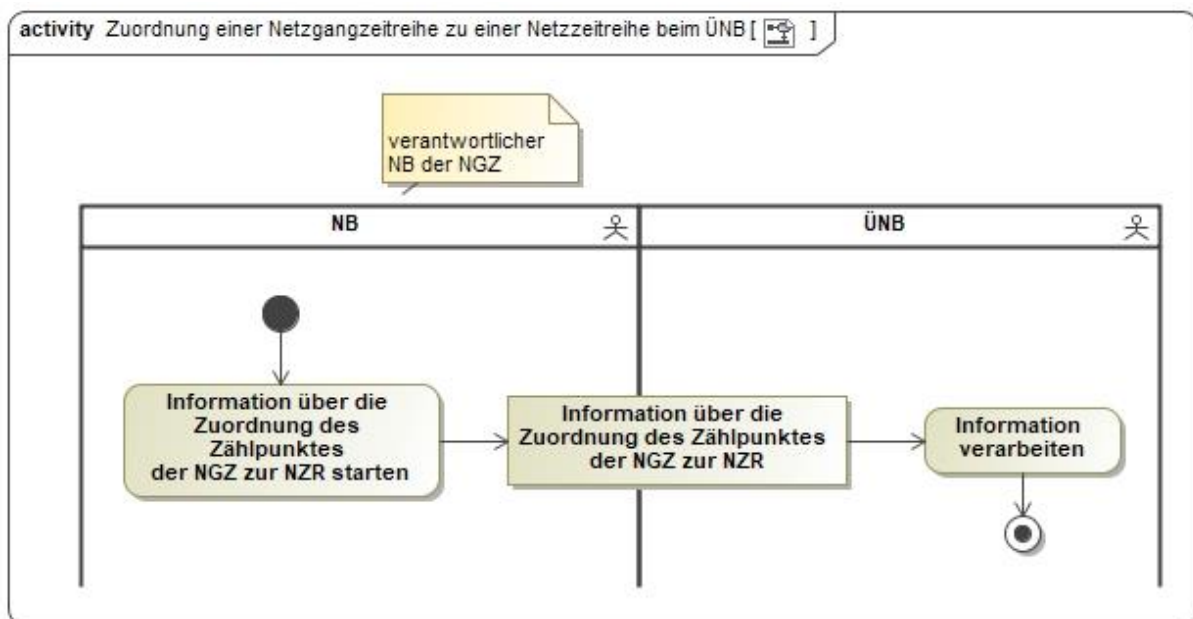 activity Zuordnung einer Netzgangzeitreihe zu einer Netzzeitreihe beim ÜNB [ ]
verantwortlicher
NB der NGZ
NB
ÜNB
Information über die
Zuordnung des
Zählpunktes
der NGZ zur NZR starten
Information über die
Zuordnung des Zählpunktes
der NGZ zur NZR
Information
verarbeiten